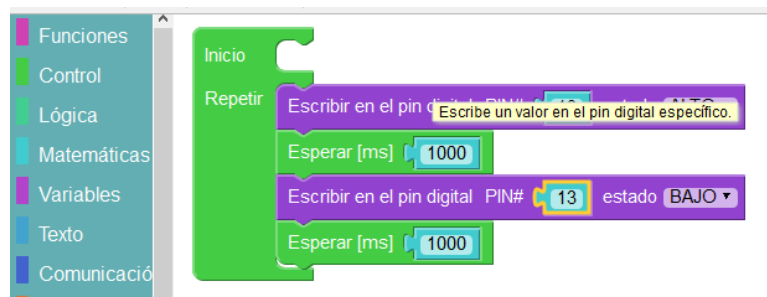 Funciones
Control
Lógica
Matemáticas
Variables
Texto
Comunicació
Inicio
Repetir
Escribir en el pin
Escribe un valor en el pin digital específico.
Esperar [ms] 1000
Escribir en el pin digital PIN# 13 estado BAJO
Esperar [ms] 1000